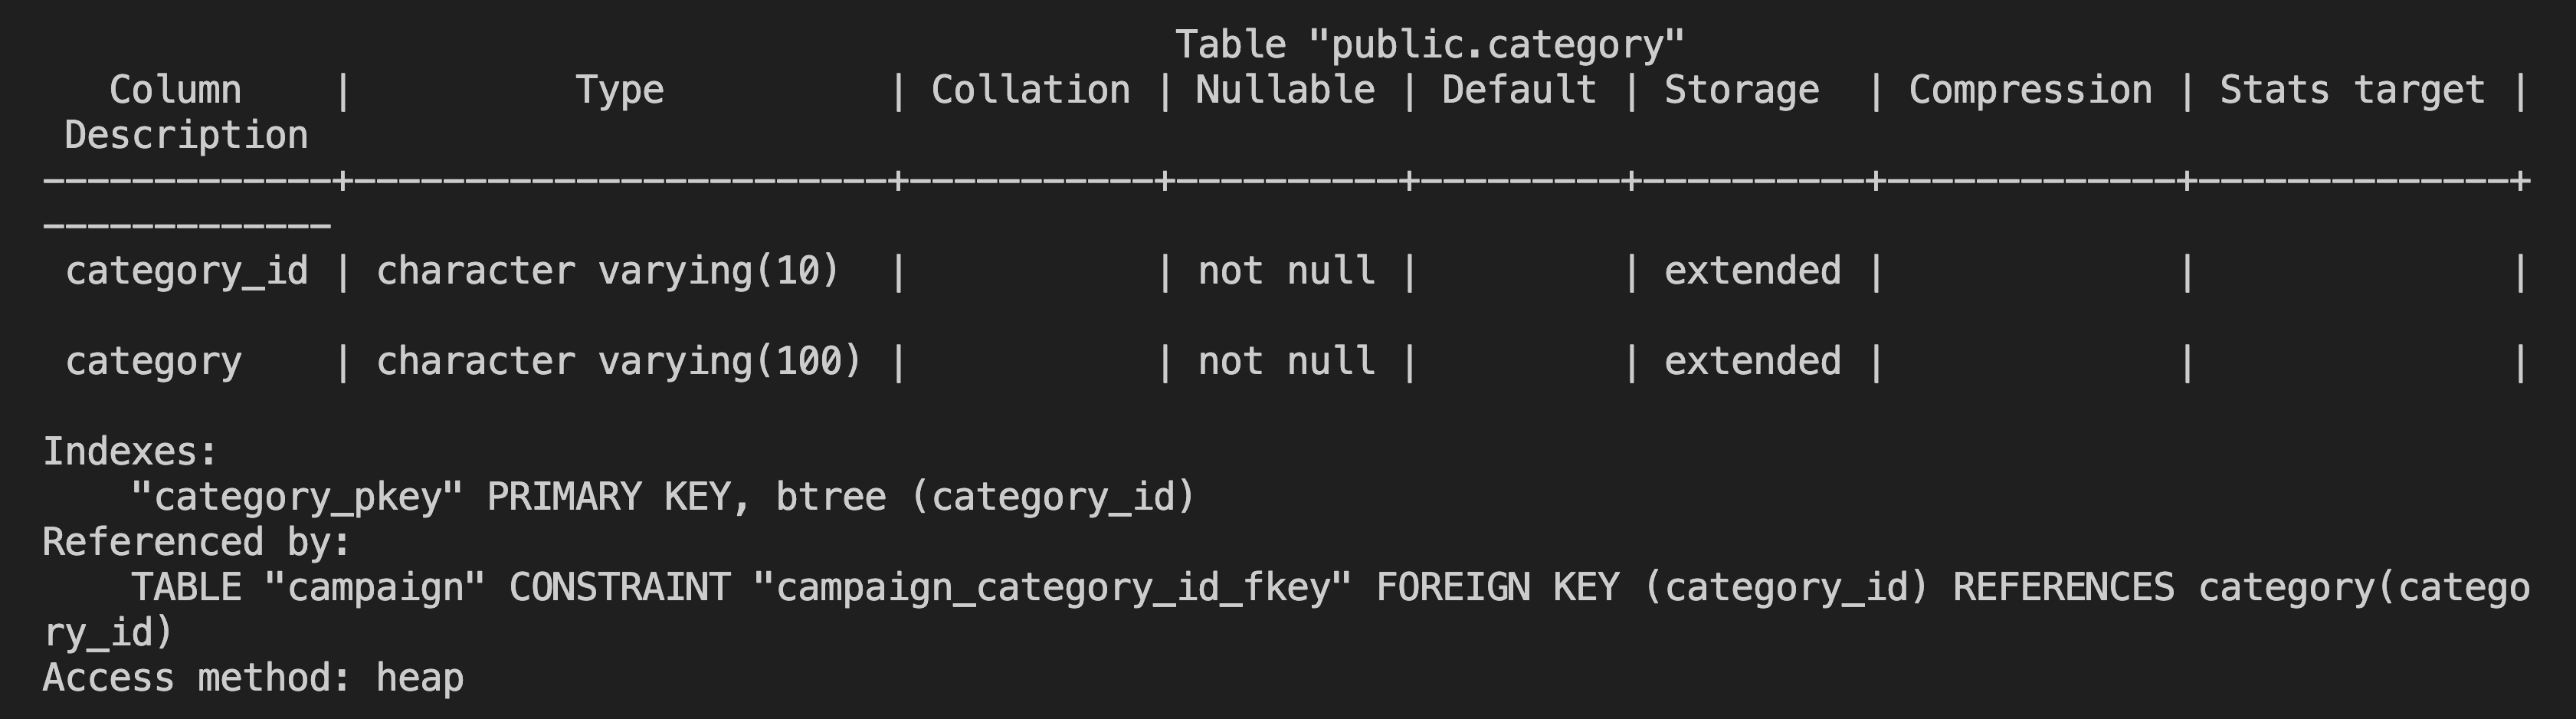 Table "public.category"
Column | Type | Collation | Nullable | Default | Storage | Compression | Stats target |
Description
-------------+------------------------+-----------+----------+---------+----------+-------------+--------------+
-------------
category_id | character varying(10) | | not null | | extended | | |
category | character varying(100) | | not null | | extended | | |
Indexes:
"category_pkey" PRIMARY KEY, btree (category_id)
Referenced by:
TABLE "campaign" CONSTRAINT "campaign_category_id_fkey" FOREIGN KEY (category_id) REFERENCES category(catego
ry_id)
Access method: heap